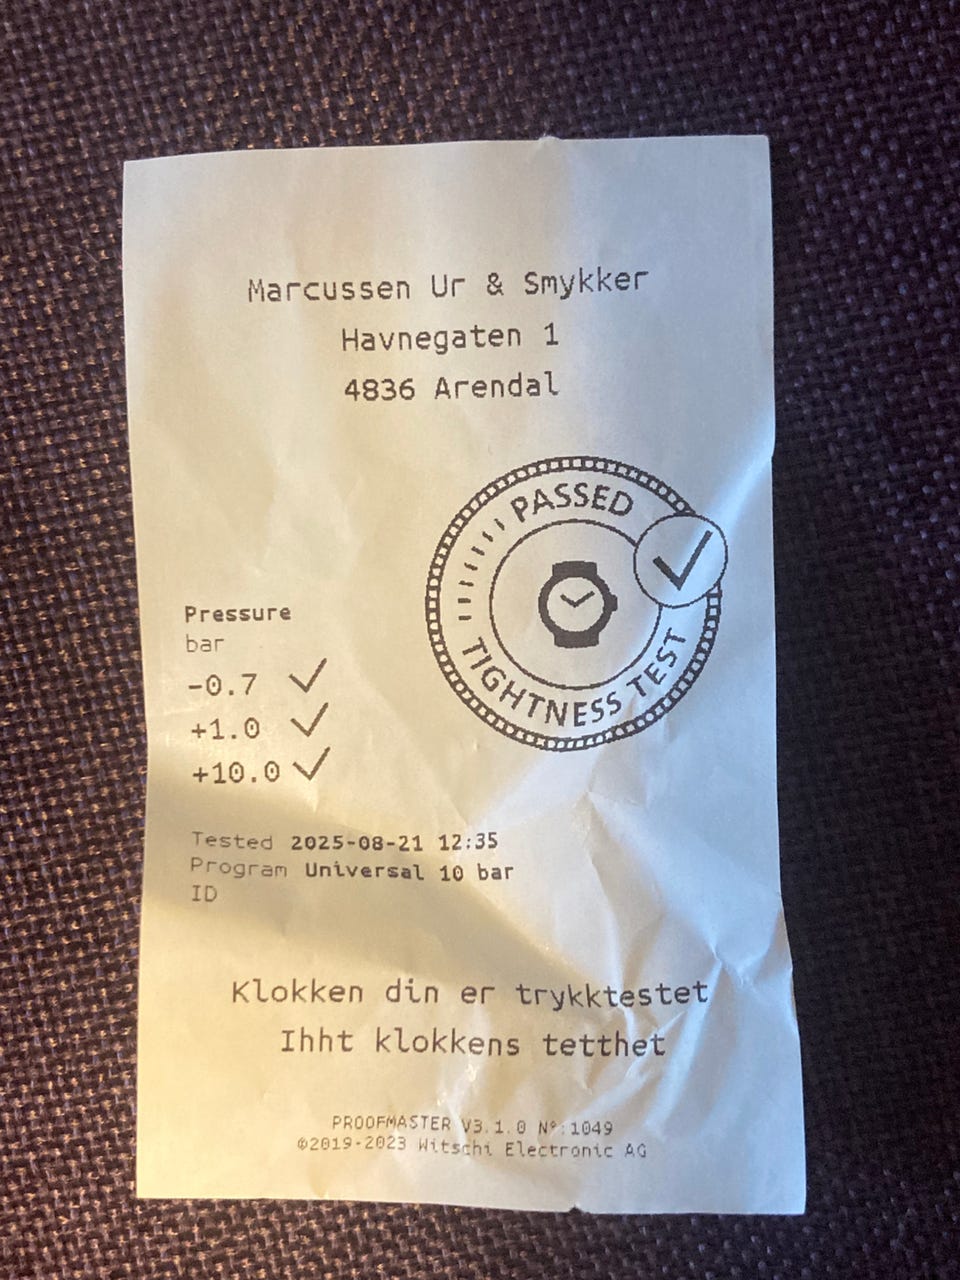 Marcussen Ur & Smykker
Havnegaten 1
4836 Arendal
PASSED
TIGHTNESS TEST
Pressure
bar
-0.7 ✓
+1.0 ✓
+10.0 ✓
Tested 2025-08-21 12:35
Program Universal 10 bar
ID
Klokken din er trykktestet
Ihht klokkens tetthet
PROOFMASTER V3.1.0 Nº:1049
©2019-2023 Witschi Electronic AG